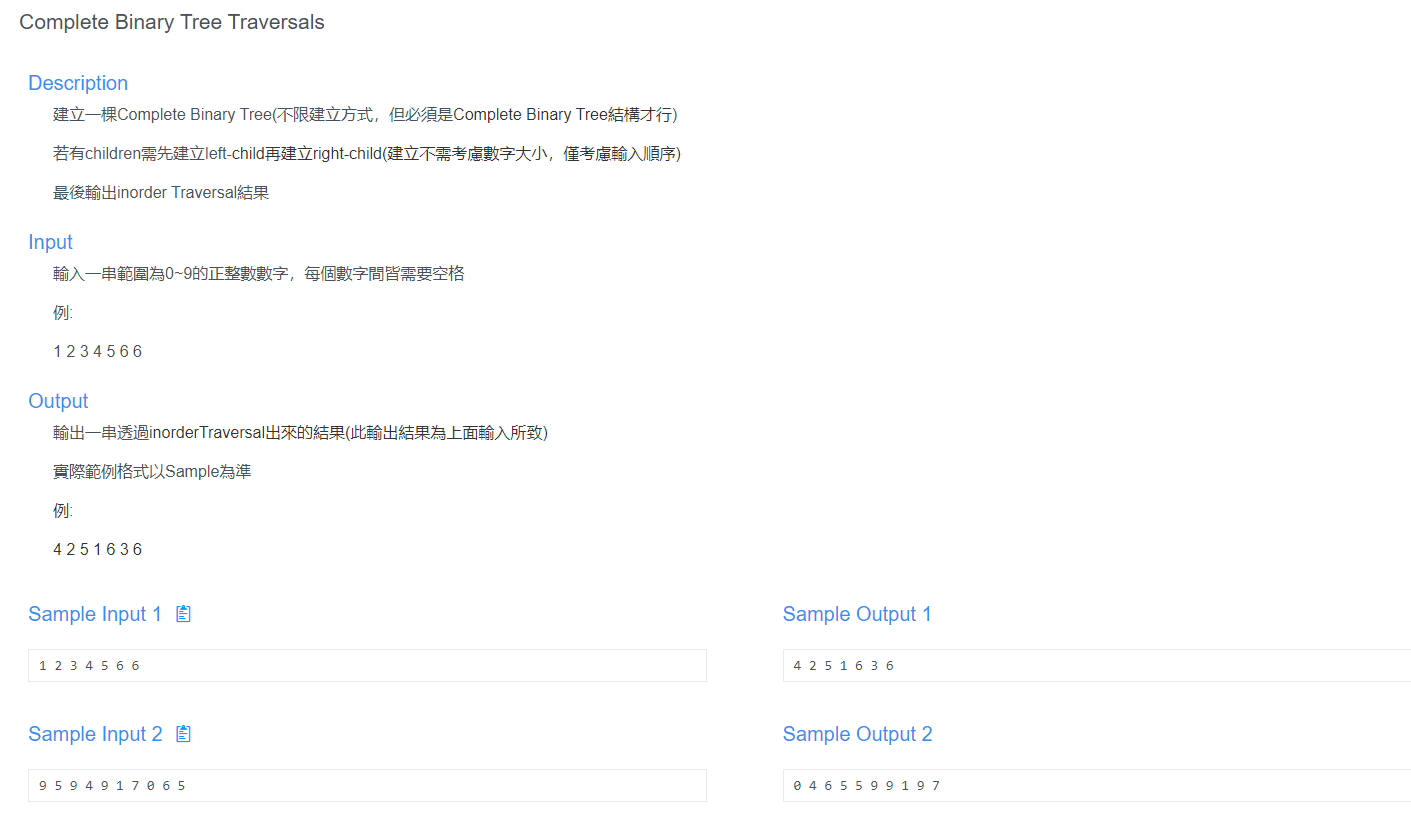 Complete Binary Tree Traversals
Description
建立一棵Complete Binary Tree(不限建立方式，但必須是Complete Binary Tree結構才行)
若有children需先建立left-child再建立right-child(建立不需考慮數字大小，僅考慮輸入順序)
最後輸出inorder Traversal結果
Input
輸入一串範圍為0~9的正整數數字，每個數字間皆需要空格
例:
1 2 3 4 5 6 6
Output
輸出一串透過inorderTraversal出來的結果(此輸出結果為上面輸入所致)
實際範例格式以Sample為準
例:
4 2 5 1 6 3 6
Sample Input 1
1 2 3 4 5 6 6
Sample Output 1
4 2 5 1 6 3 6
Sample Input 2
9 5 9 4 9 1 7 0 6 5
Sample Output 2
0 4 6 5 5 9 9 1 9 7